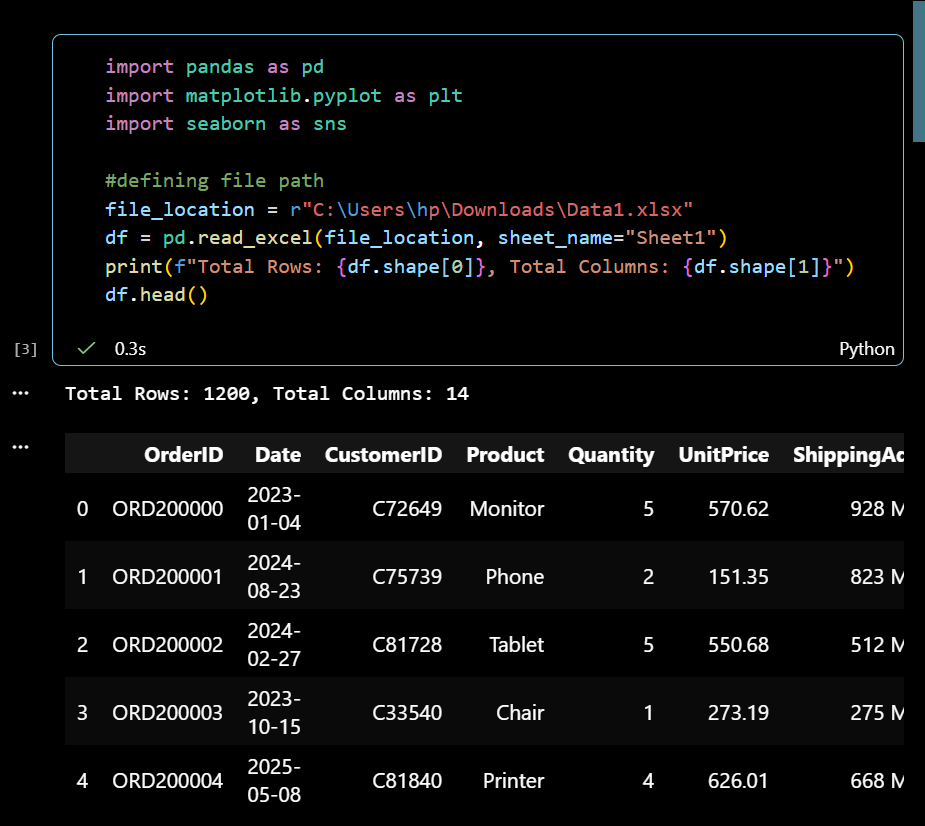 import pandas as pd
import matplotlib.pyplot as plt
import seaborn as sns
#defining file path
file_location = r"C:\Users\hp\Downloads\Data1.xlsx"
df = pd.read_excel(file_location, sheet_name="Sheet1")
print(f"Total Rows: {df.shape[0]}, Total Columns: {df.shape[1]}")
df.head()
[3] 0.3s Python
Total Rows: 1200, Total Columns: 14
OrderID Date CustomerID Product Quantity UnitPrice ShippingAd
0 ORD200000 2023-01-04 C72649 Monitor 5 570.62 928 M
1 ORD200001 2024-08-23 C75739 Phone 2 151.35 823 M
2 ORD200002 2024-02-27 C81728 Tablet 5 550.68 512 M
3 ORD200003 2023-10-15 C33540 Chair 1 273.19 275 M
4 ORD200004 2025-05-08 C81840 Printer 4 626.01 668 M